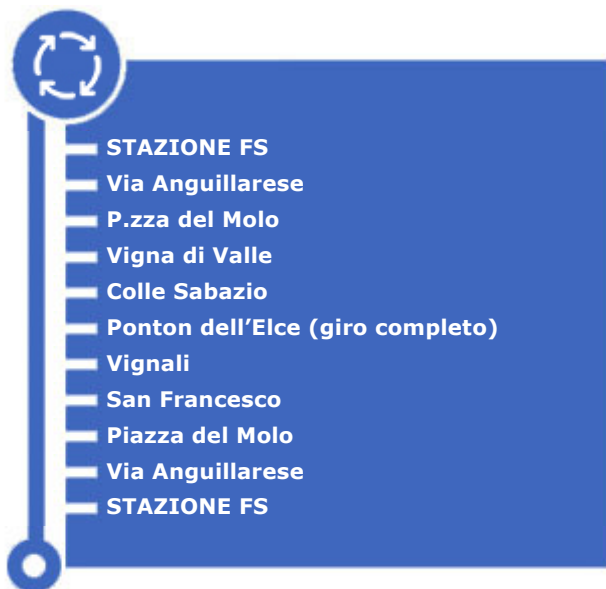 STAZIONE FS
Via Anguillarese
P.zza del Molo
Vigna di Valle
Colle Sabazio
Ponton dell’Elce (giro completo)
Vignali
San Francesco
Piazza del Molo
Via Anguillarese
STAZIONE FS